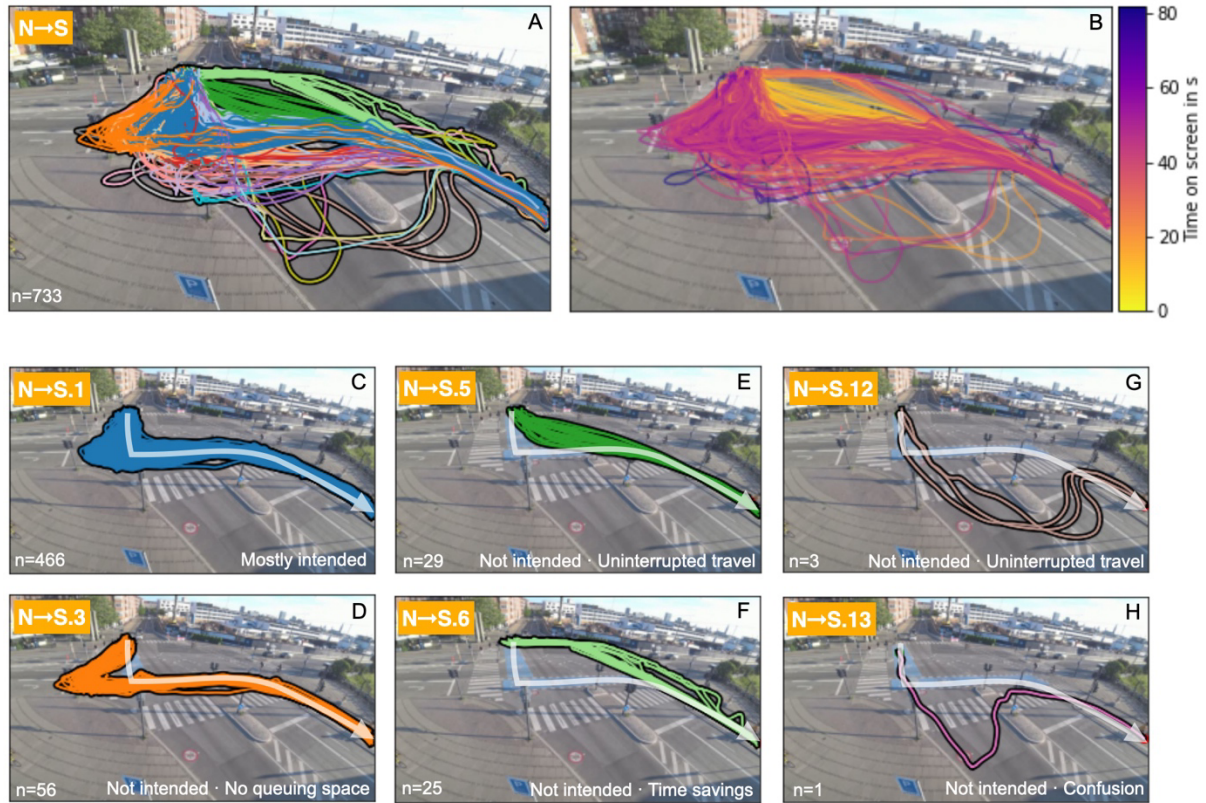 N→S
A
n=733
B
80
60
40
20
0
Time on screen in s
N→S.1
C
n=466
Mostly intended
N→S.5
E
n=29
Not intended · Uninterrupted travel
N→S.12
G
n=3
Not intended · Uninterrupted travel
N→S.3
D
n=56
Not intended · No queuing space
N→S.6
F
n=25
Not intended · Time savings
N→S.13
H
n=1
Not intended · Confusion
P